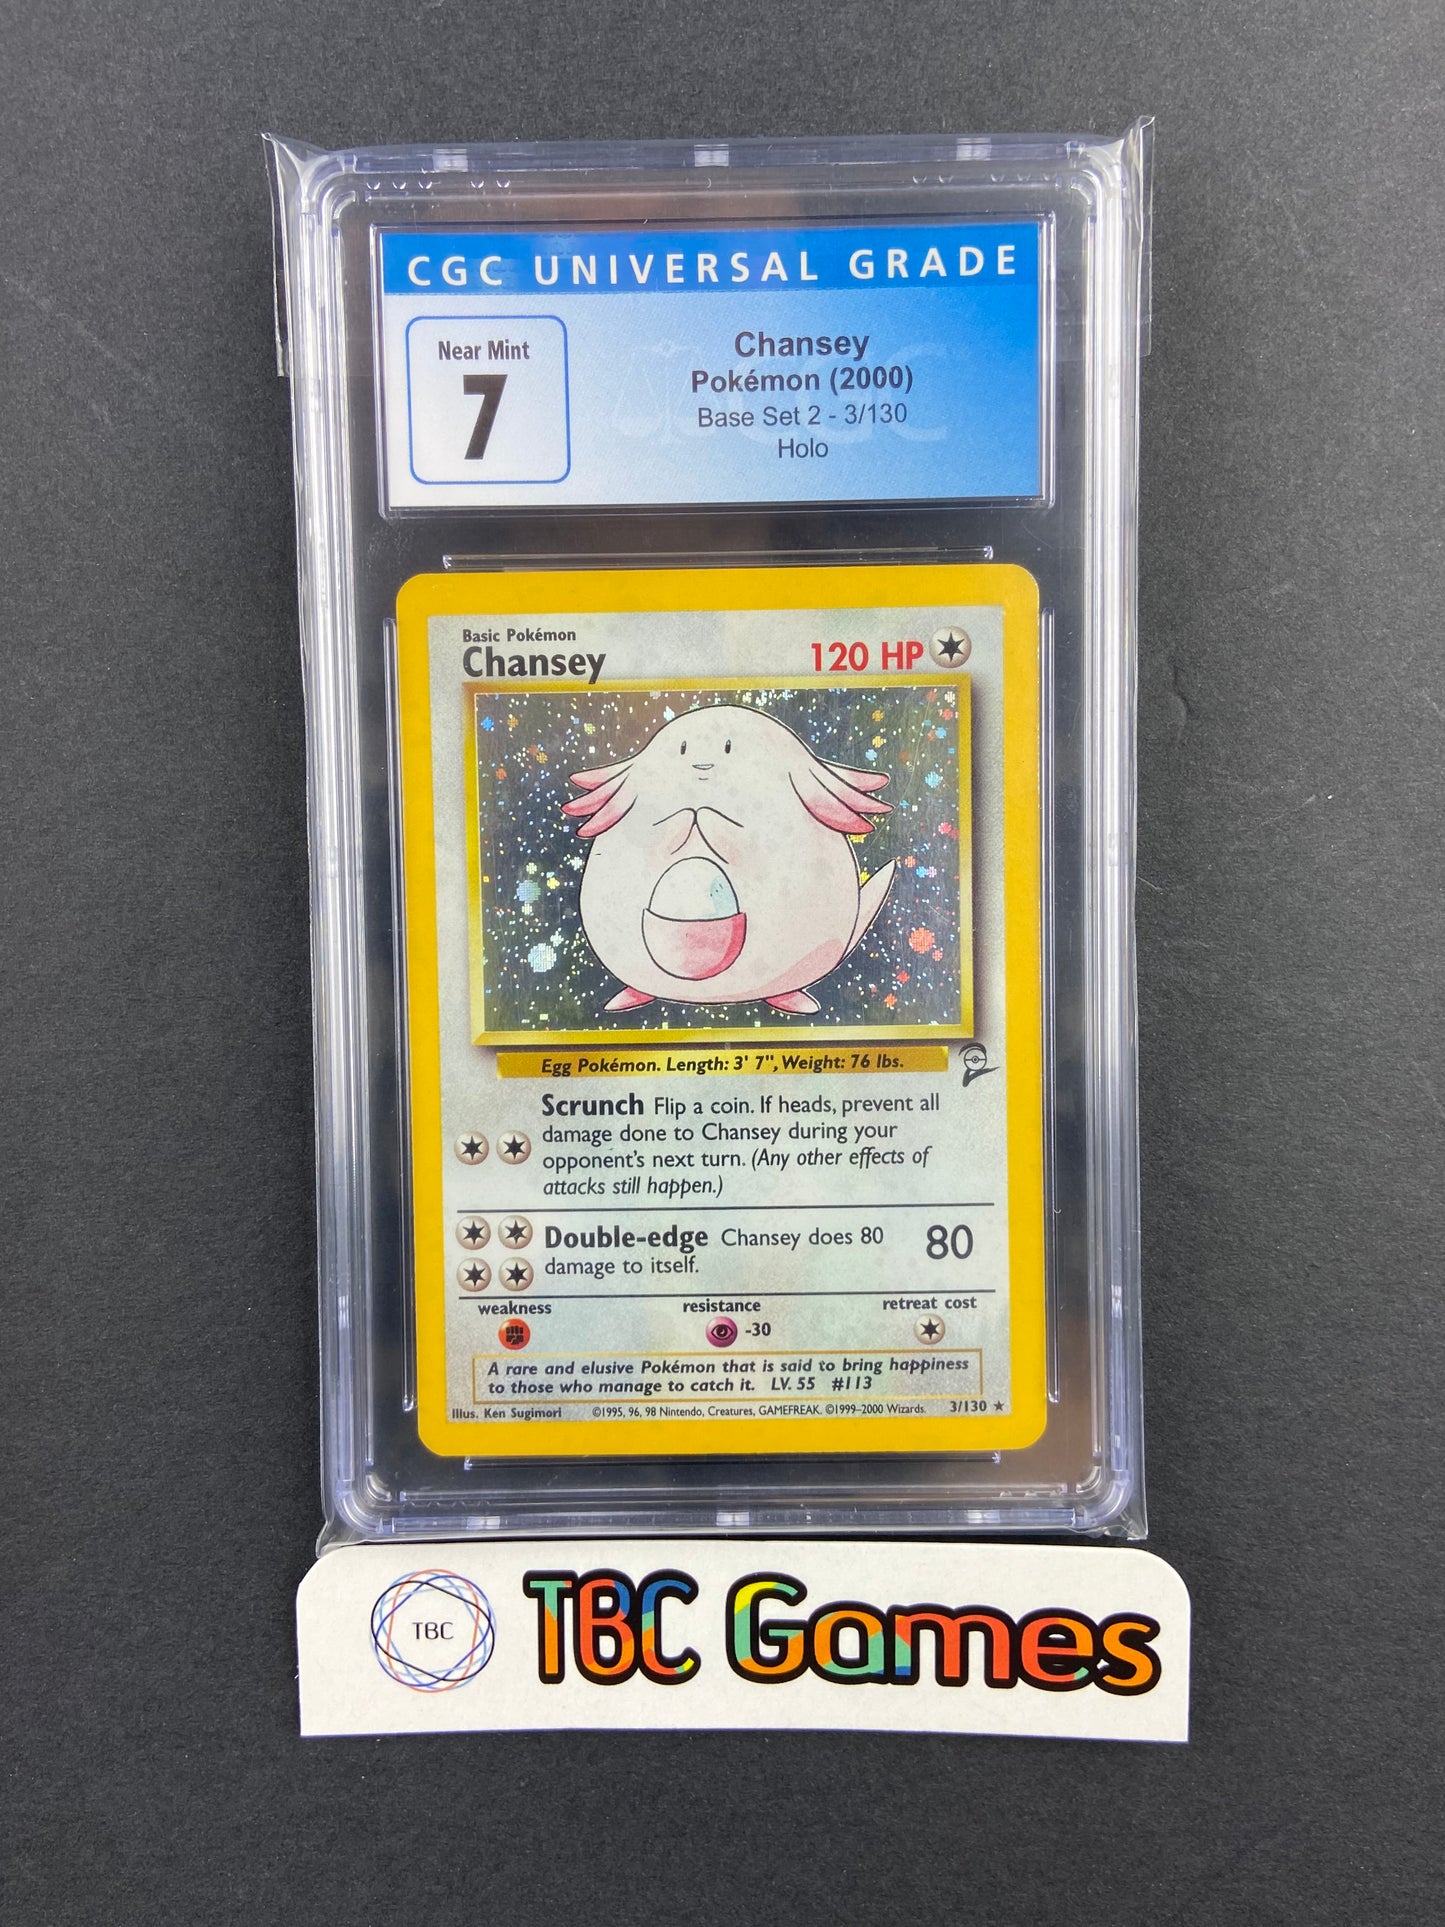 CGC UNIVERSAL GRADE
Near Mint
7
Chansey
Pokémon (2000)
Base Set 2 - 3/130
Holo
Basic Pokémon
Chansey
120 HP
Egg Pokémon. Length: 3' 7", Weight: 76 lbs.
Scrunch Flip a coin. If heads, prevent all
damage done to Chansey during your
opponent's next turn. (Any other effects of
attacks still happen.)
Double-edge Chansey does 80
damage to itself.
80
weakness
resistance
retreat cost
-30
A rare and elusive Pokémon that is said to bring happiness
to those who manage to catch it. LV. 55 #113
Illus. Ken Sugimori ©1995, 96, 98 Nintendo, Creatures, GAMEFREAK. ©1999-2000 Wizards. 3/130 ★
TBC
TBC Games